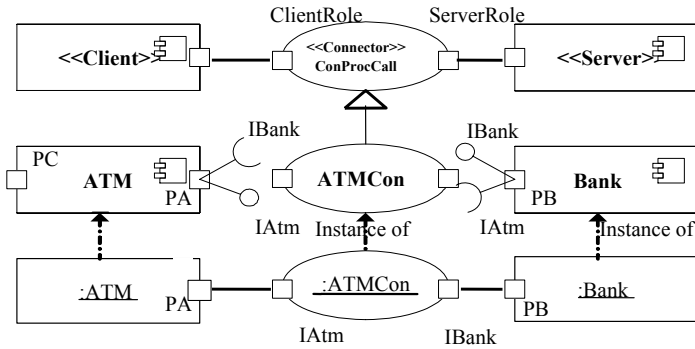 ClientRole ServerRole
<<Client>> <<Connector>> <<Server>>
ConProcCall
IBank IBank
PC
ATM ATMCon Bank
PA PB
IAtm Instance of IAtm Instance of
:ATM :ATMCon :Bank
PA PB
IAtm IBank